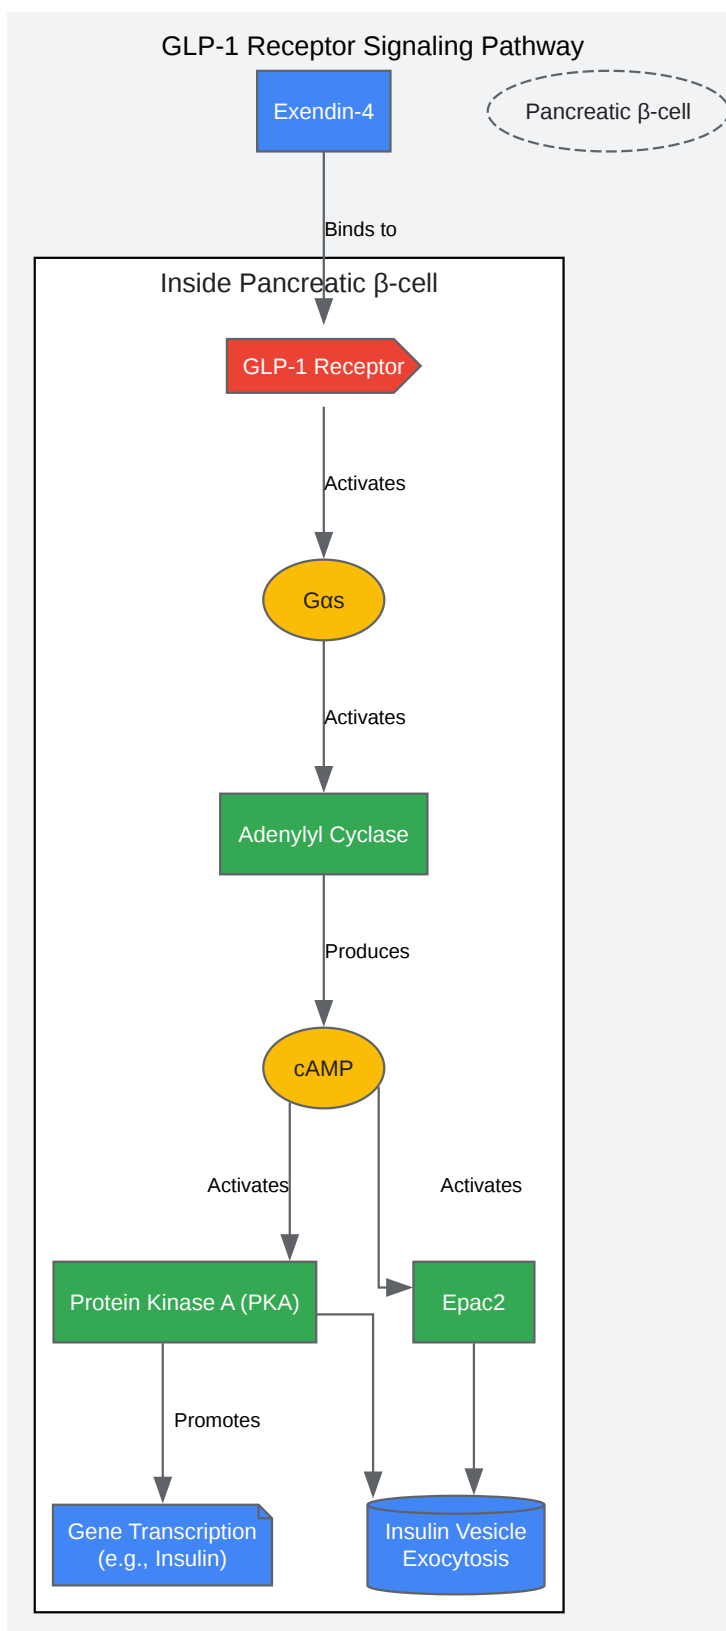 GLP-1 Receptor Signaling Pathway
Exendin-4
Pancreatic β-cell
Binds to
Inside Pancreatic β-cell
GLP-1 Receptor
Activates
Gαs
Activates
Adenylyl Cyclase
Produces
cAMP
Activates
Activates
Protein Kinase A (PKA)
Epac2
Promotes
Gene Transcription
(e.g., Insulin)
Insulin Vesicle
Exocytosis